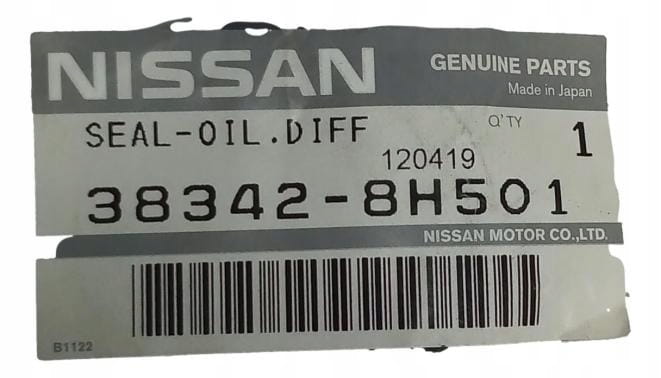 NISSAN
GENUINE PARTS
Made in Japan
SEAL-OIL.DIFF
Q'TY 1
120419
38342-8H501
NISSAN MOTOR CO.,LTD.
B1122